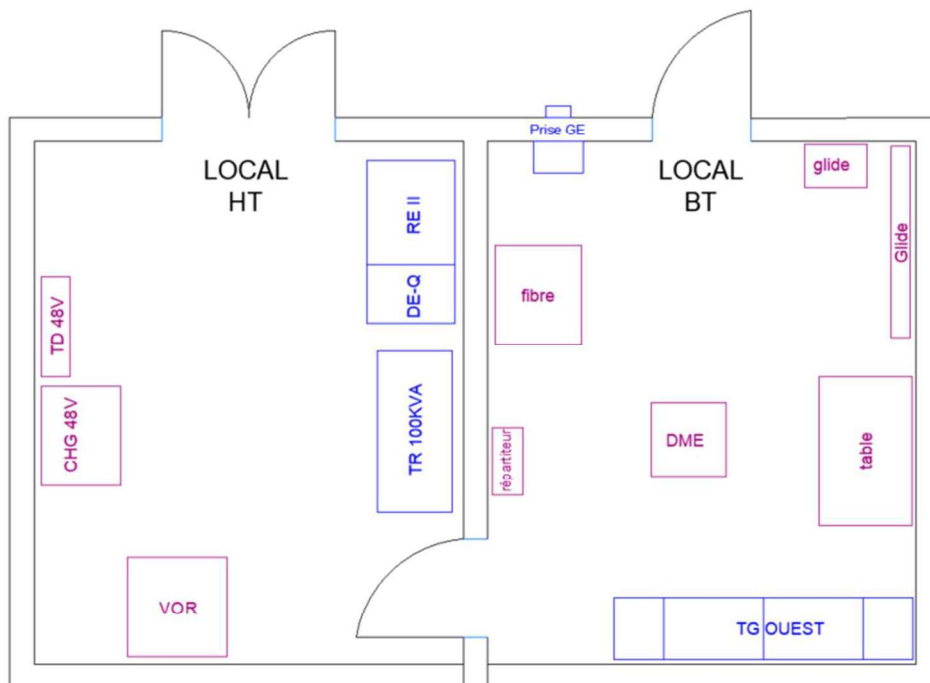 LOCAL
HT
RE II
DE-Q
TR 100KVA
TD 48V
CHG 48V
VOR
Prise GE
LOCAL
BT
glide
Glide
fibre
répartiteur
DME
table
TG OUEST